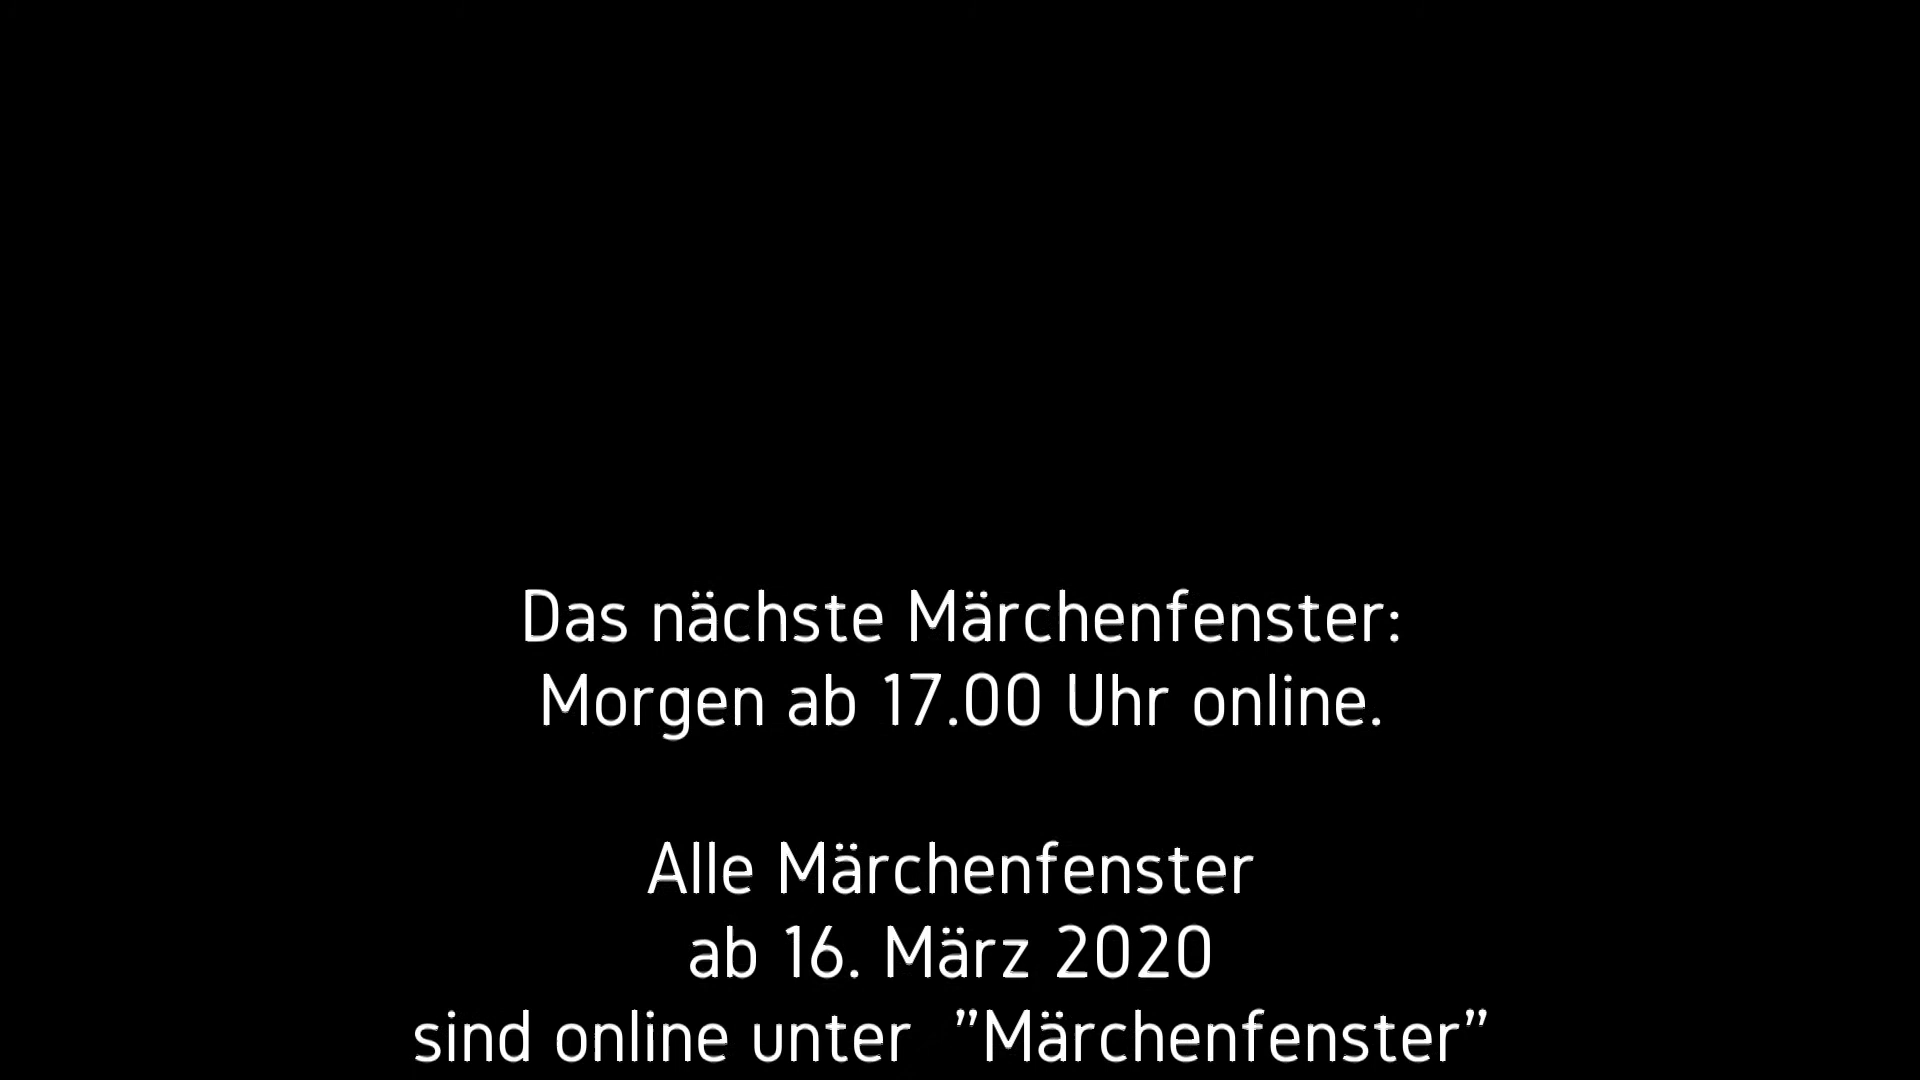 Das nächste Märchenfenster:
Morgen ab 17.00 Uhr online.
Alle Märchenfenster
ab 16. März 2020
sind online unter "Märchenfenster"